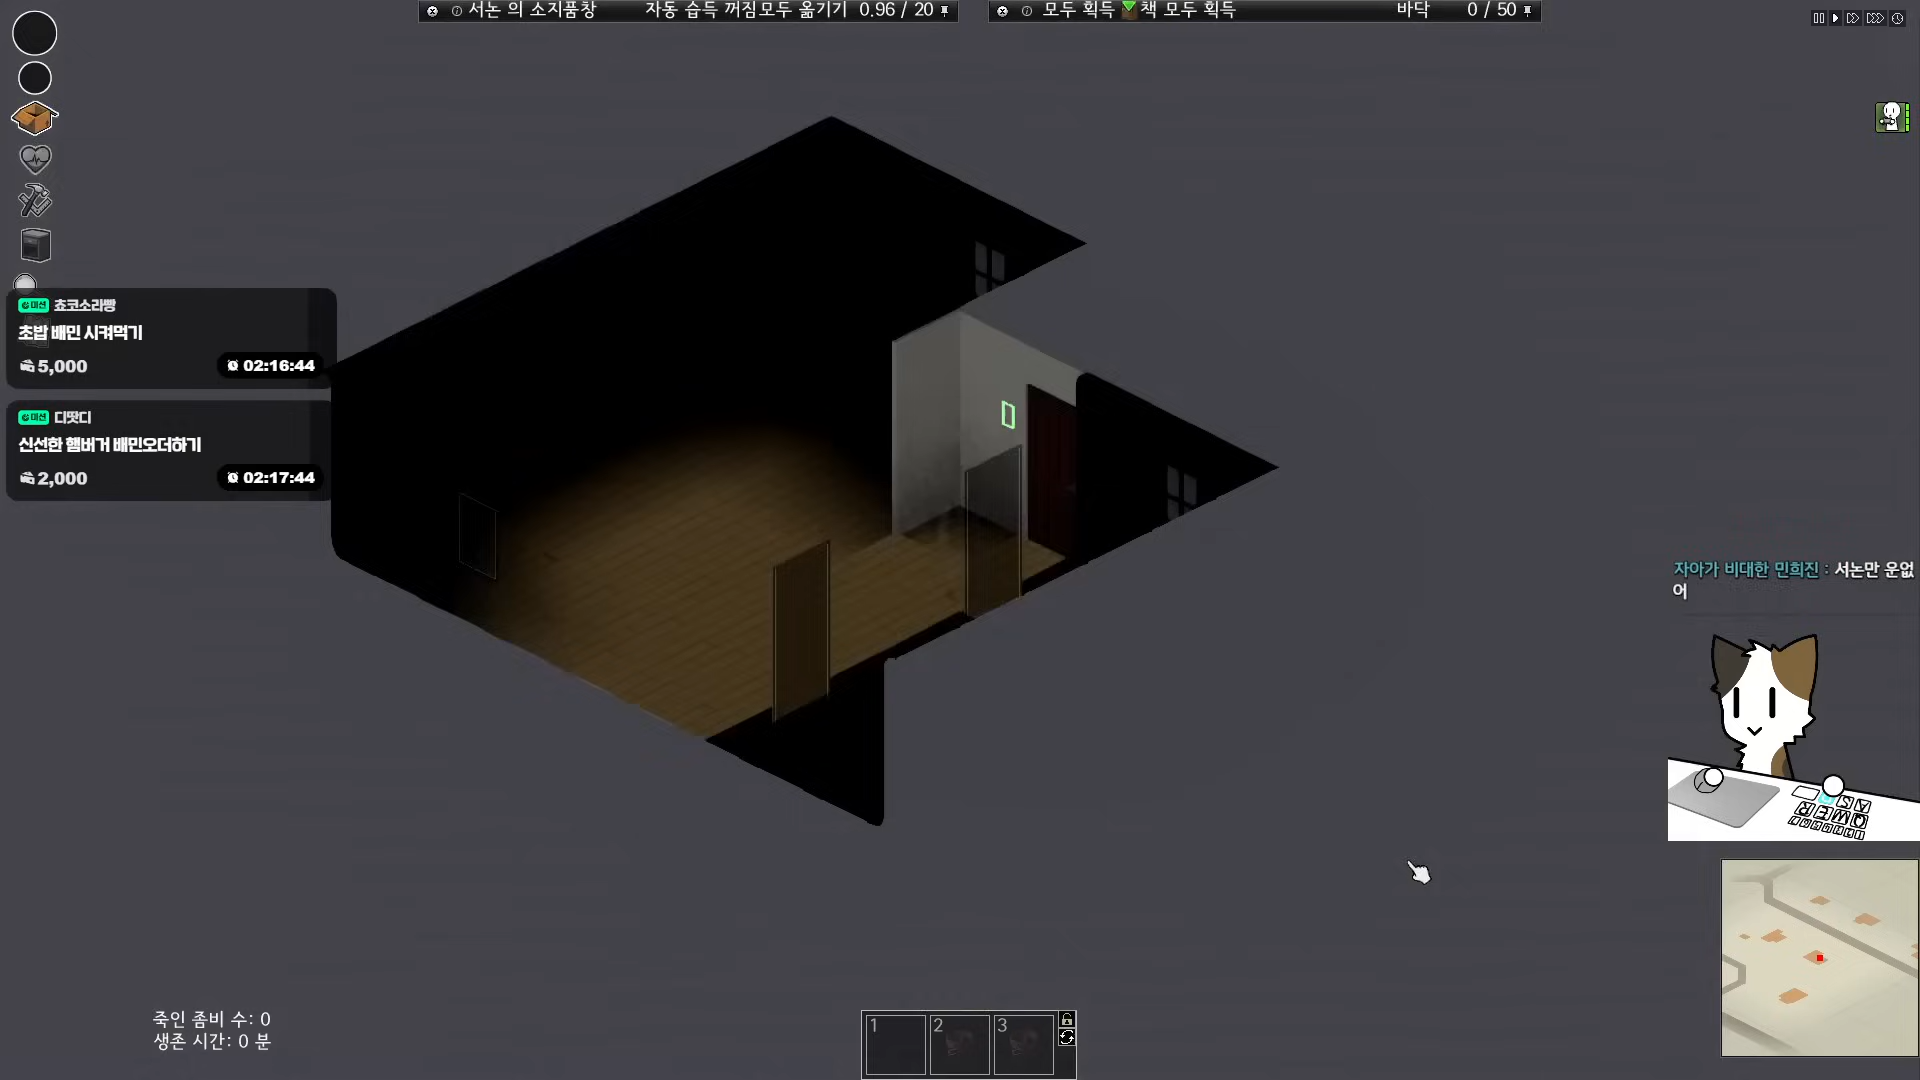 서논 의 소지품창 자동 습득 꺼짐 모두 옮기기 0.96 / 20
모두 획득 책 모두 획득 바닥 0 / 50
미션 쵸코소라빵
초밥 배민 시켜먹기
5,000 02:16:44
미션 디땃디
신선한 햄버거 배민오더하기
2,000 02:17:44
자아가 비대한 민희진 : 서논만 운없
어
죽인 좀비 수: 0
생존 시간: 0 분
1 2 3